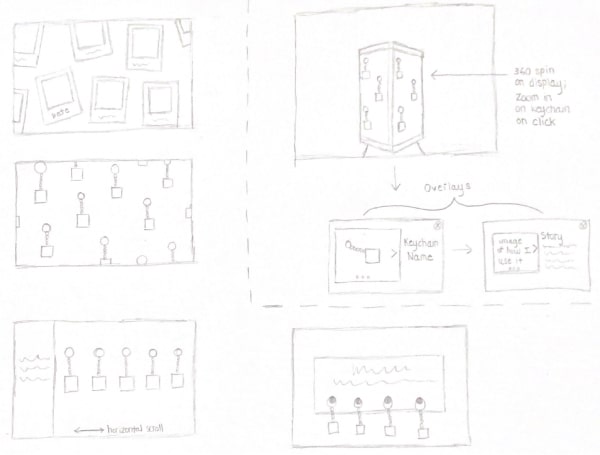 Date
360 spin
on display;
Zoom in
on keychain
on click
Overlays
Keychain
Name
image
of how I
use it
Story
horizontal scroll